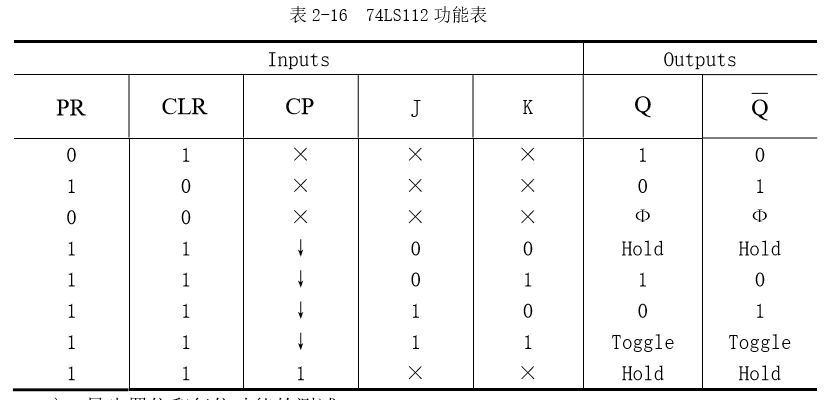 表 2-16 74LS112 功能表
Inputs Outputs
PR CLR CP J K Q Q̅
0 1 × × × 1 0
1 0 × × × 0 1
0 0 × × × Φ Φ
1 1 ↓ 0 0 Hold Hold
1 1 ↓ 0 1 1 0
1 1 ↓ 1 0 0 1
1 1 ↓ 1 1 Toggle Toggle
1 1 1 × × Hold Hold